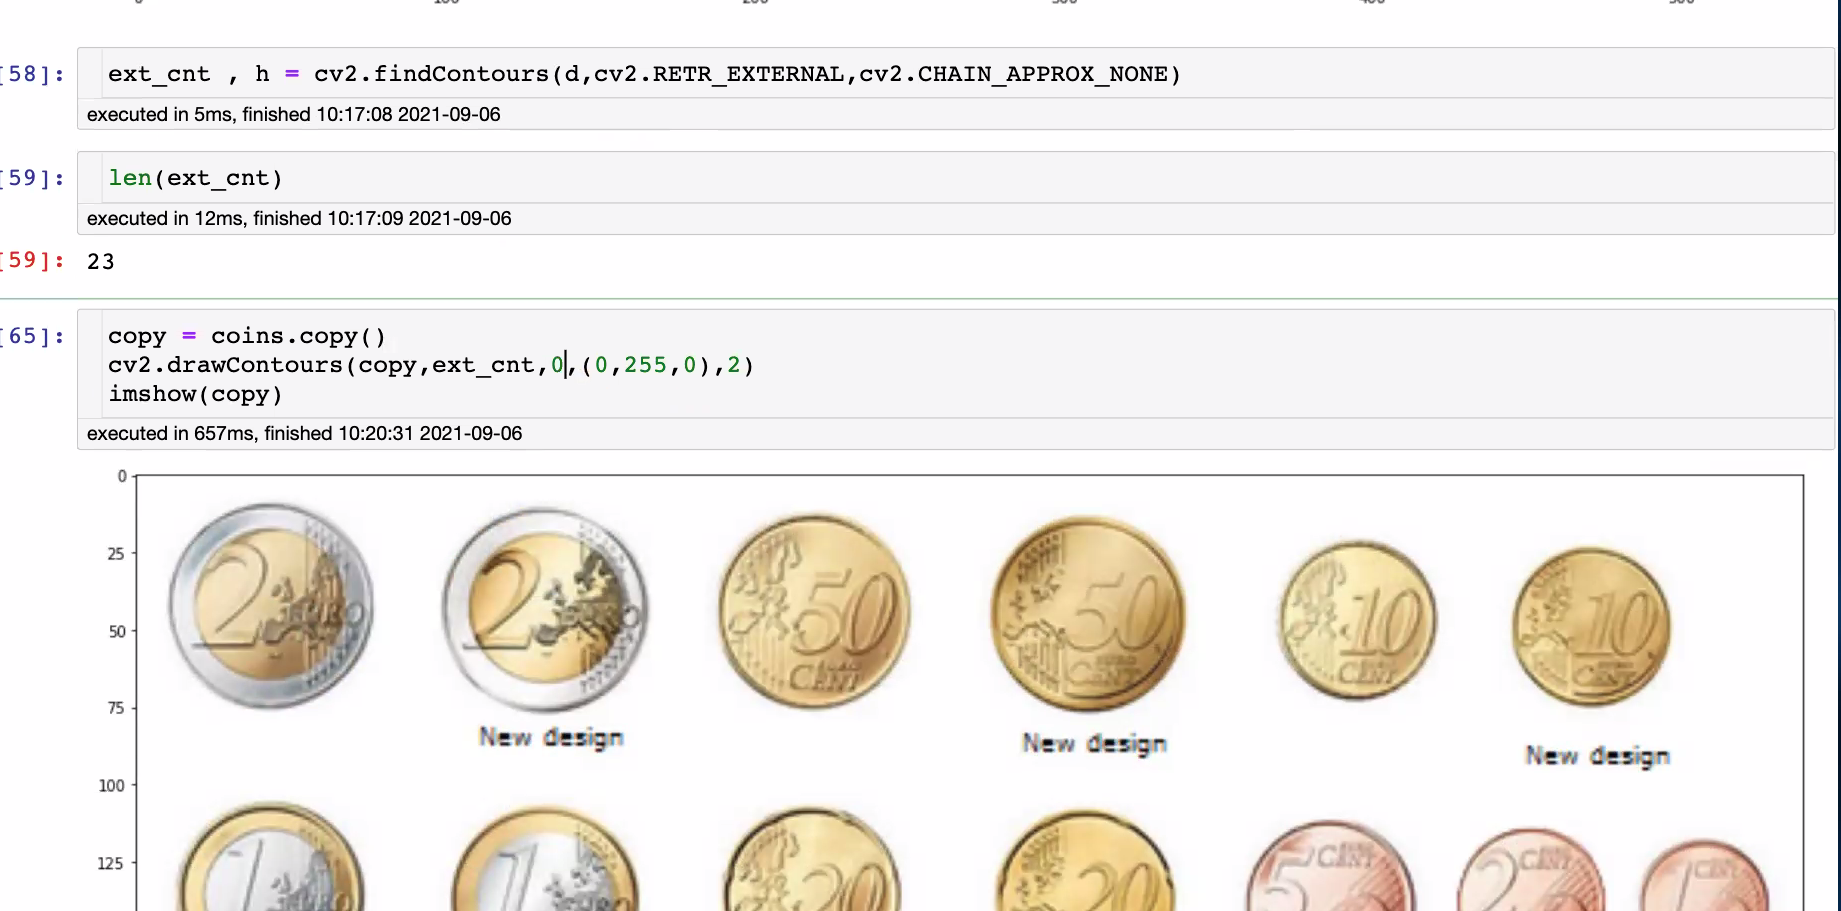 [58]:
ext_cnt , h = cv2.findContours(d,cv2.RETR_EXTERNAL,cv2.CHAIN_APPROX_NONE)
executed in 5ms, finished 10:17:08 2021-09-06
[59]:
len(ext_cnt)
executed in 12ms, finished 10:17:09 2021-09-06
[59]: 23
[65]:
copy = coins.copy()
cv2.drawContours(copy,ext_cnt,0,(0,255,0),2)
imshow(copy)
executed in 657ms, finished 10:20:31 2021-09-06
0
25
50
75
100
125
2 EURO
2
50 EURO CENT
50 EURO CENT
10 EURO CENT
10 EURO CENT
New design
New design
New design
1
1
20
20
5 CENT
2 CENT
1 CENT